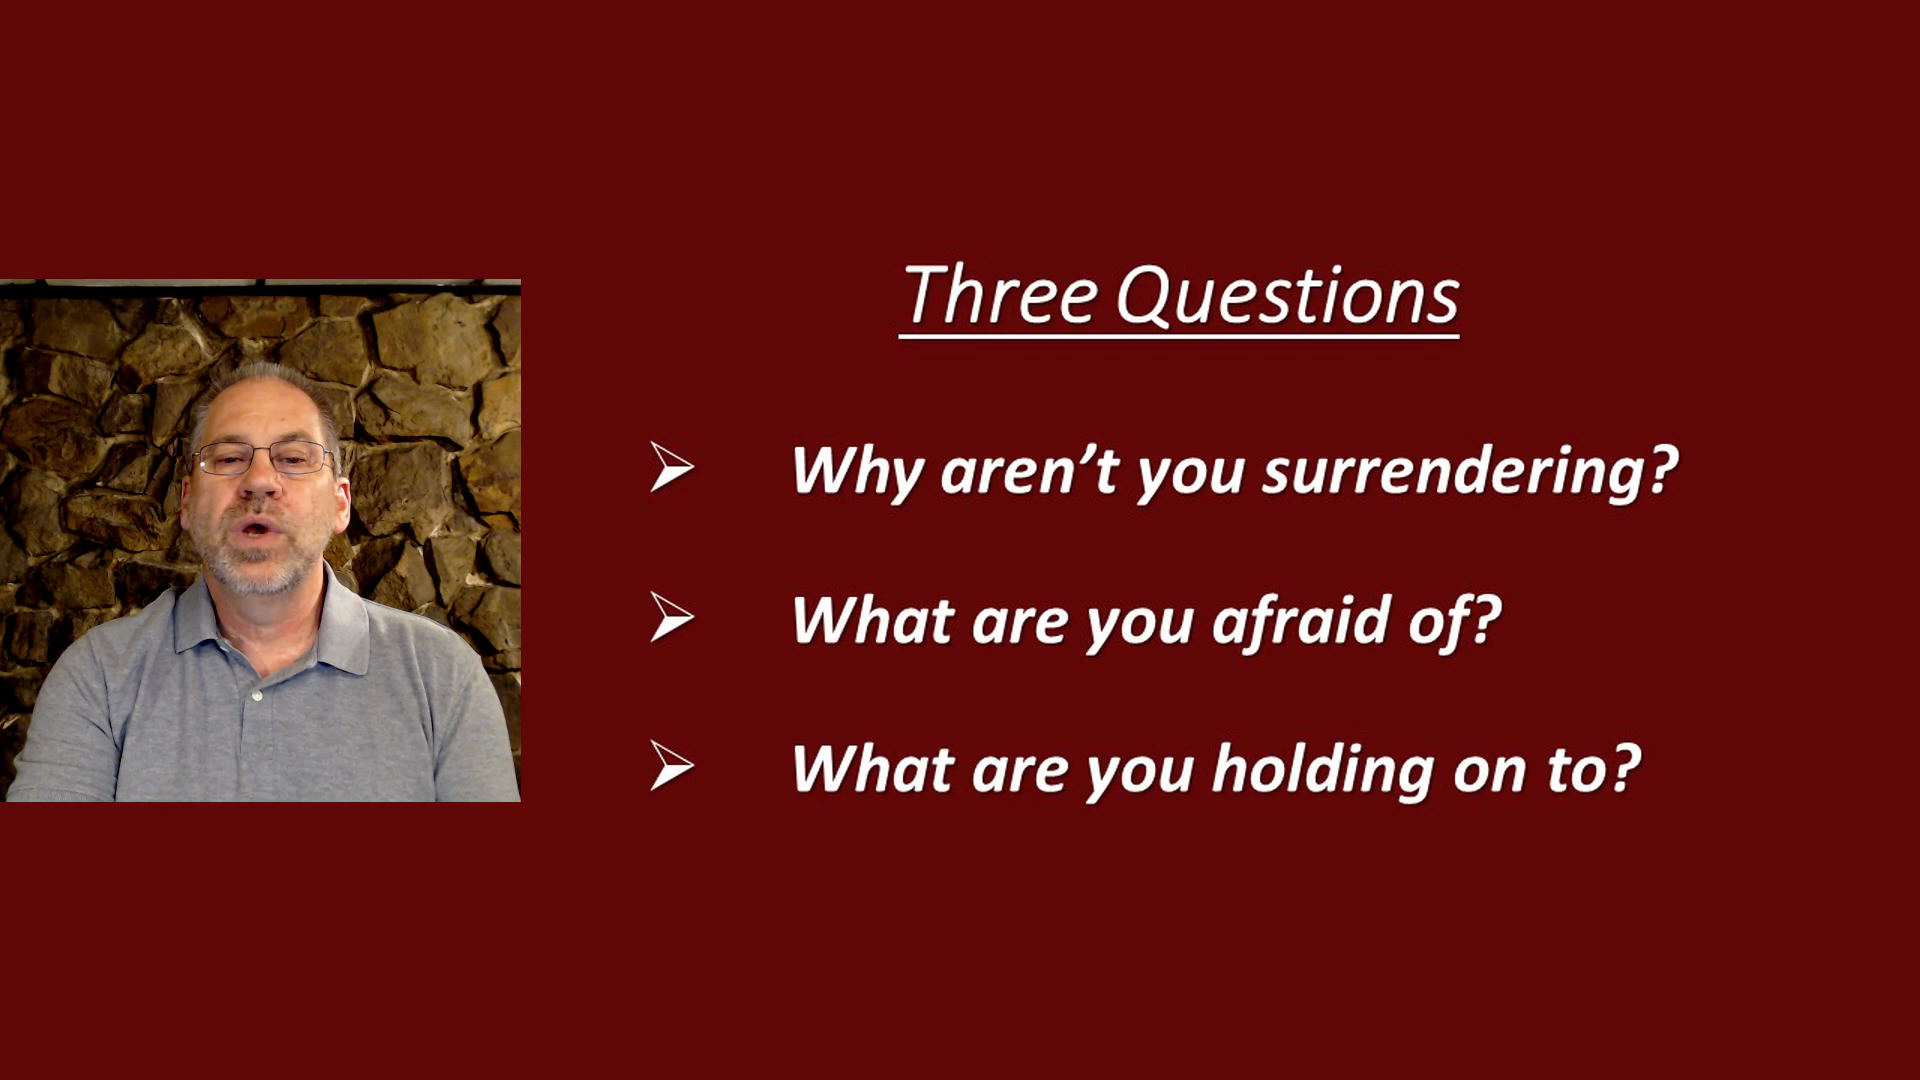 Three Questions
Why aren’t you surrendering?
What are you afraid of?
What are you holding on to?